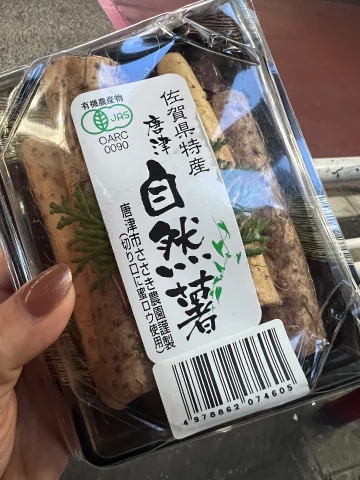 有機農産物
JAS
OARC
0090
佐賀県特産
唐津
自然薯
唐津市ささき農園謹製
(切り口に蜜ロウ使用)
4978862074605